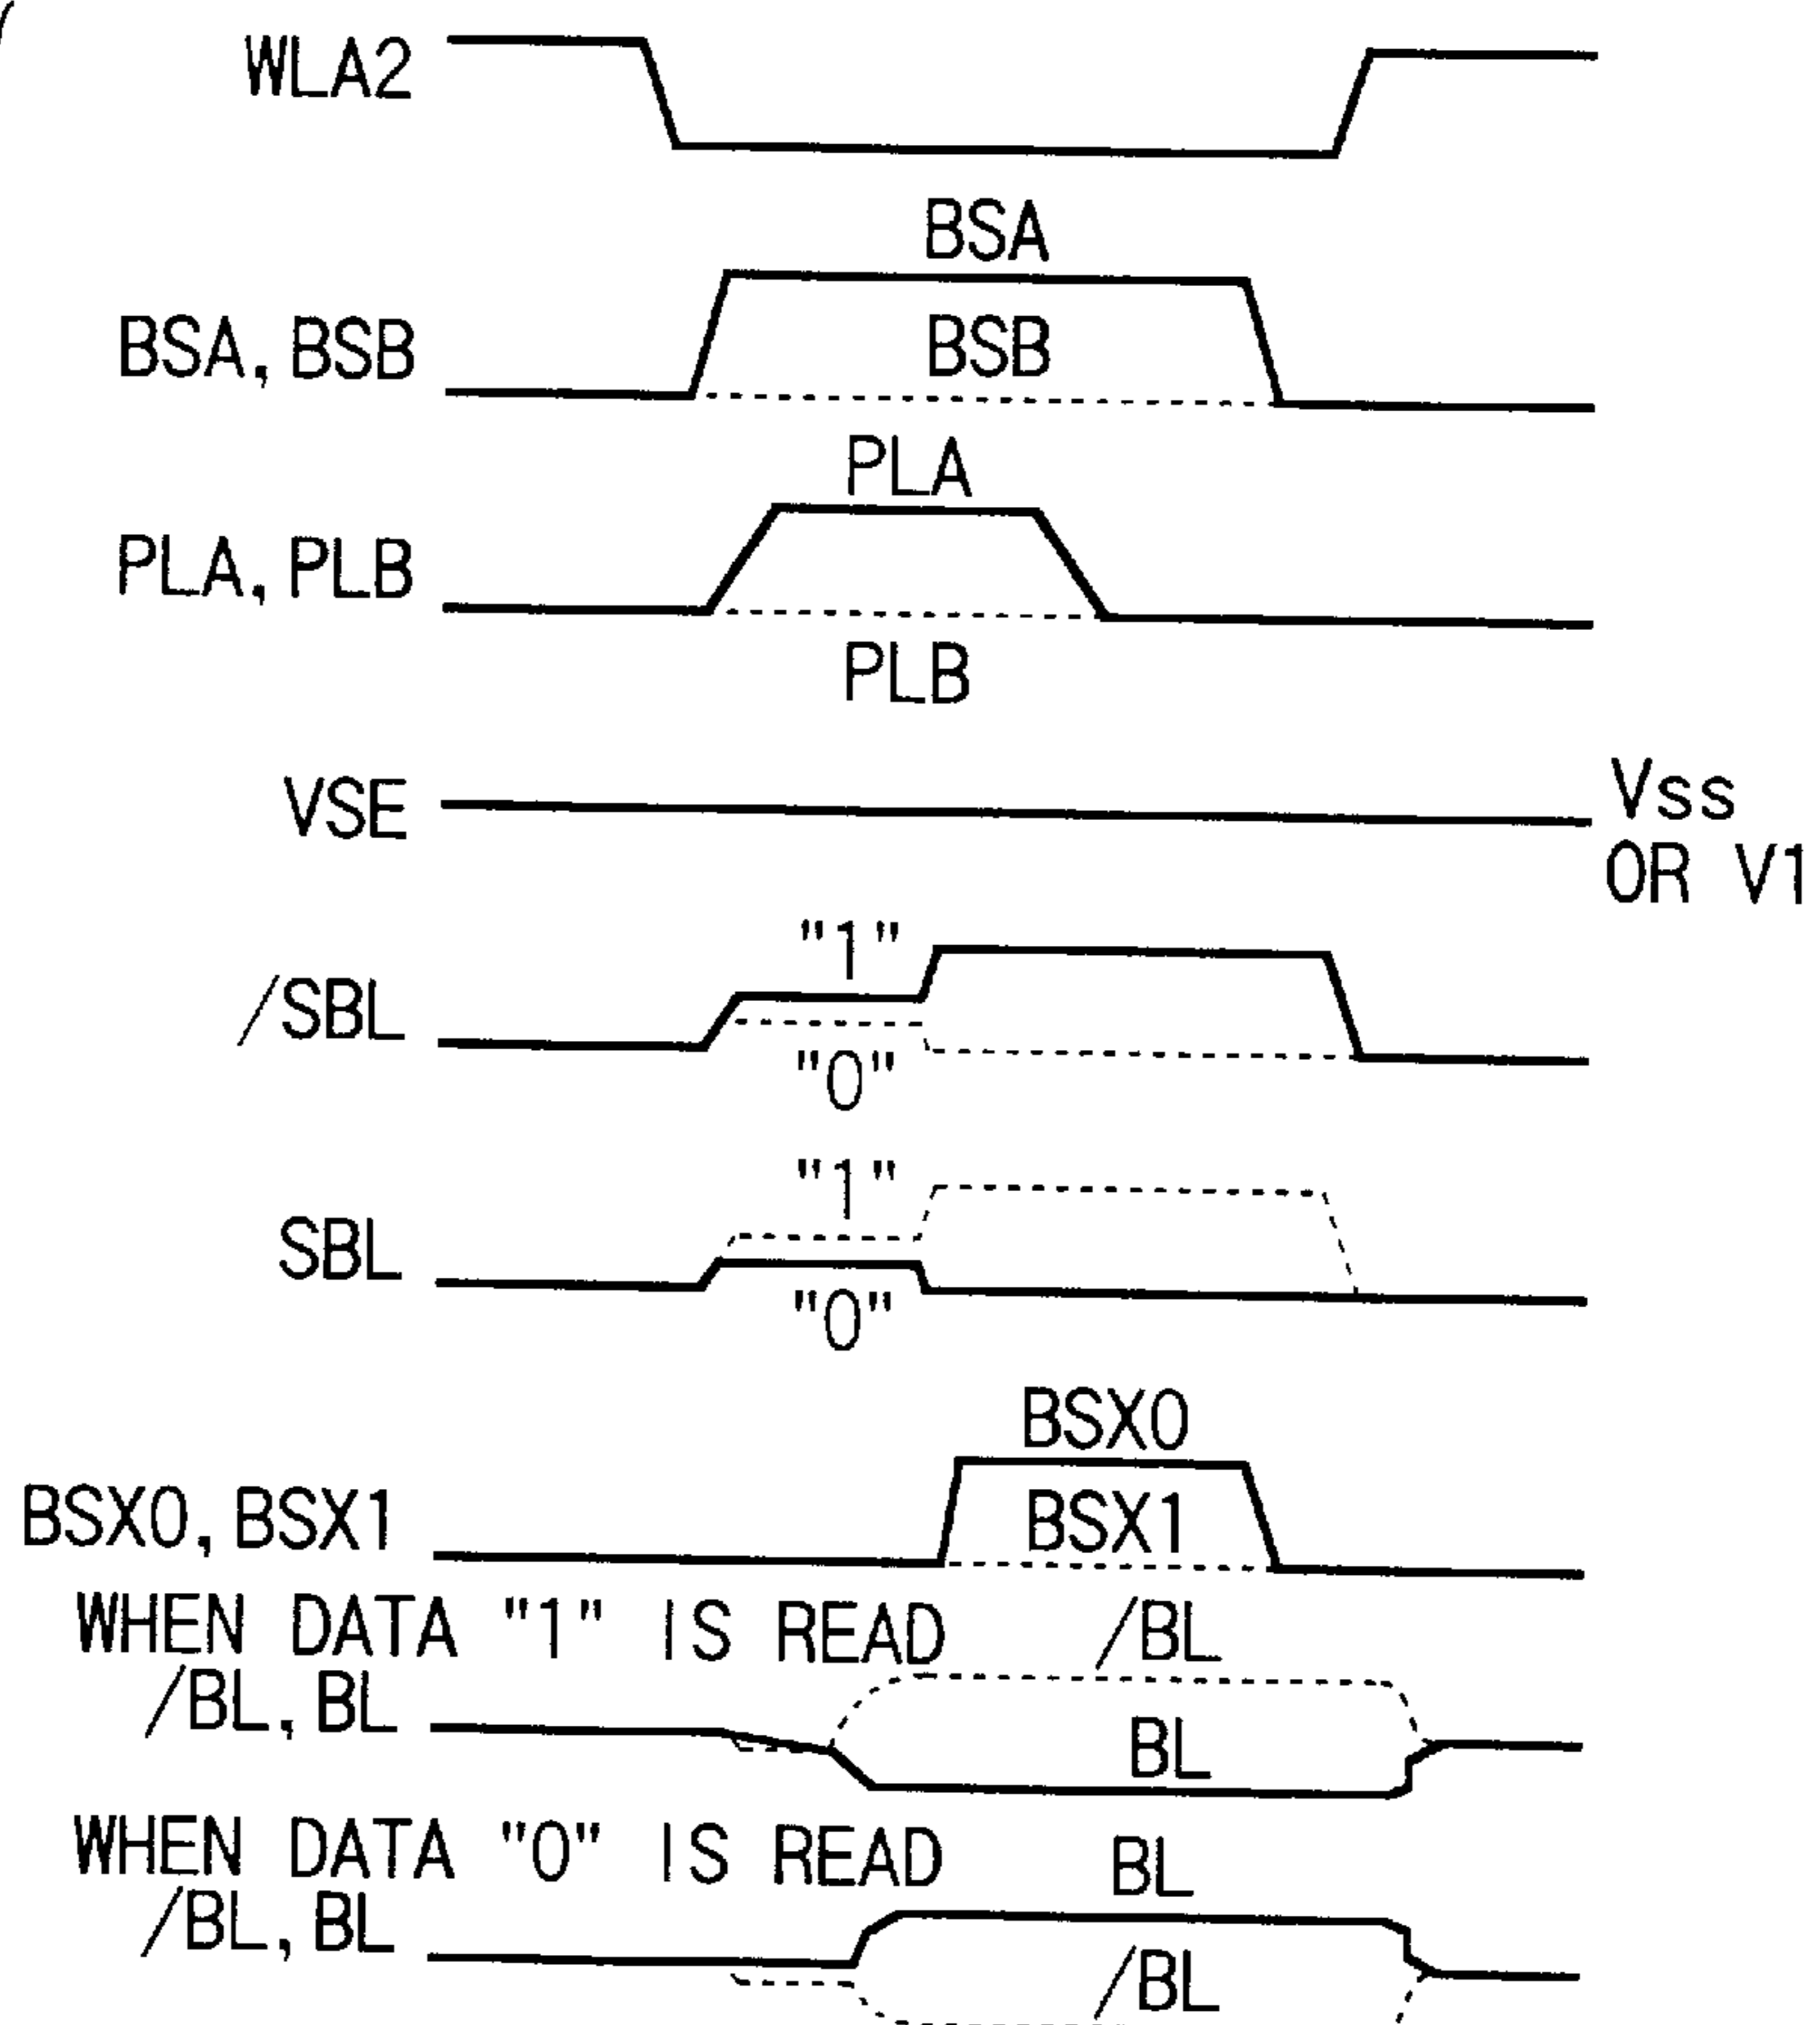 WLA2
BSA
BSA, BSB
BSB
PLA
PLA, PLB
PLB
VSE
Vss
OR V1
"1"
/SBL
"0"
"1"
SBL
"0"
BSX0
BSX0, BSX1
BSX1
WHEN DATA "1" IS READ
/BL
/BL, BL
BL
WHEN DATA "0" IS READ
BL
/BL, BL
/BL